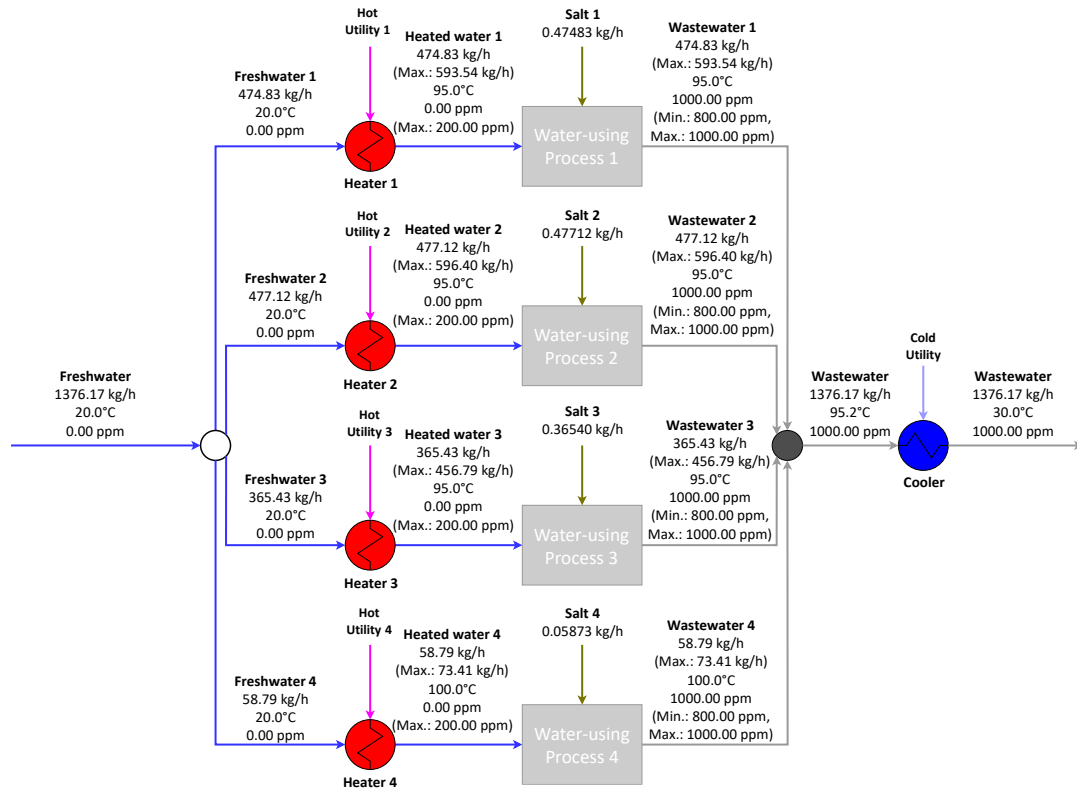 Hot
Utility 1
Salt 1
0.47483 kg/h
Heated water 1
474.83 kg/h
(Max.: 593.54 kg/h)
95.0°C
0.00 ppm
(Max.: 200.00 ppm)
Wastewater 1
474.83 kg/h
(Max.: 593.54 kg/h)
95.0°C
1000.00 ppm
(Min.: 800.00 ppm,
Max.: 1000.00 ppm)
Freshwater 1
474.83 kg/h
20.0°C
0.00 ppm
Water-using
Process 1
Heater 1
Hot
Utility 2
Salt 2
0.47712 kg/h
Heated water 2
477.12 kg/h
(Max.: 596.40 kg/h)
95.0°C
0.00 ppm
(Max.: 200.00 ppm)
Wastewater 2
477.12 kg/h
(Max.: 596.40 kg/h)
95.0°C
1000.00 ppm
(Min.: 800.00 ppm,
Max.: 1000.00 ppm)
Freshwater 2
477.12 kg/h
20.0°C
0.00 ppm
Water-using
Process 2
Heater 2
Freshwater
1376.17 kg/h
20.0°C
0.00 ppm
Wastewater
1376.17 kg/h
95.2°C
1000.00 ppm
Cold
Utility
Wastewater
1376.17 kg/h
30.0°C
1000.00 ppm
Cooler
Hot
Utility 3
Salt 3
0.36540 kg/h
Heated water 3
365.43 kg/h
(Max.: 456.79 kg/h)
95.0°C
0.00 ppm
(Max.: 200.00 ppm)
Wastewater 3
365.43 kg/h
(Max.: 456.79 kg/h)
95.0°C
1000.00 ppm
(Min.: 800.00 ppm,
Max.: 1000.00 ppm)
Freshwater 3
365.43 kg/h
20.0°C
0.00 ppm
Water-using
Process 3
Heater 3
Hot
Utility 4
Salt 4
0.05873 kg/h
Heated water 4
58.79 kg/h
(Max.: 73.41 kg/h)
100.0°C
0.00 ppm
(Max.: 200.00 ppm)
Wastewater 4
58.79 kg/h
(Max.: 73.41 kg/h)
100.0°C
1000.00 ppm
(Min.: 800.00 ppm,
Max.: 1000.00 ppm)
Freshwater 4
58.79 kg/h
20.0°C
0.00 ppm
Water-using
Process 4
Heater 4